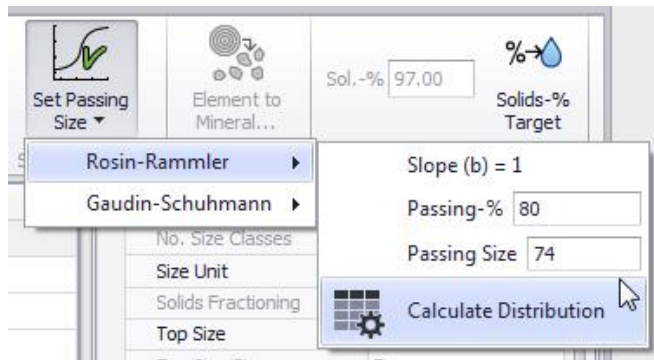 Set Passing
Size
Element to
Mineral...
Sol.-% 97.00
%
Solids-%
Target
Rosin-Rammler
Gaudin-Schuhmann
Slope (b) = 1
Passing-% 80
Passing Size 74
Calculate Distribution
No. Size Classes
Size Unit
Solids Fractioning
Top Size